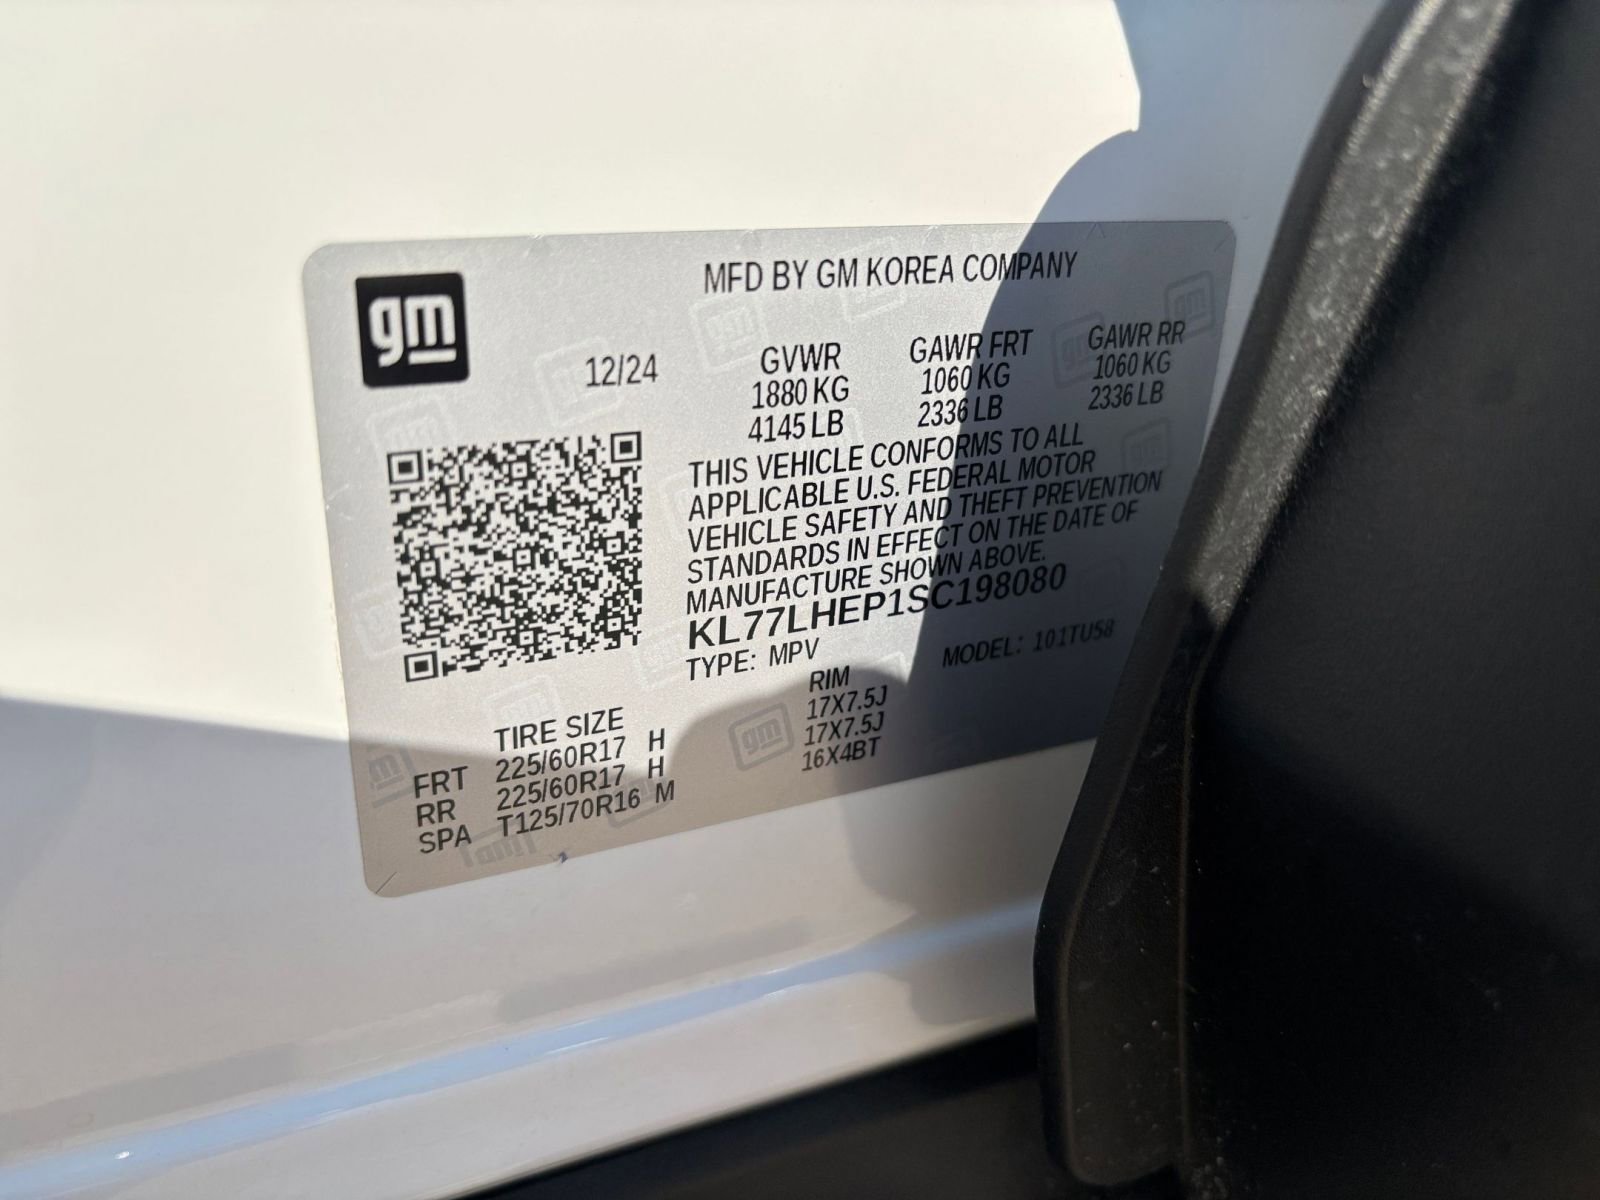 gm
MFD BY GM KOREA COMPANY
12/24
GVWR GAWR FRT GAWR RR
1880 KG 1060 KG 1060 KG
4145 LB 2336 LB 2336 LB
THIS VEHICLE CONFORMS TO ALL
APPLICABLE U.S. FEDERAL MOTOR
VEHICLE SAFETY AND THEFT PREVENTION
STANDARDS IN EFFECT ON THE DATE OF
MANUFACTURE SHOWN ABOVE.
KL77LHEP1SC198080
TYPE: MPV MODEL: 101TU58
TIRE SIZE RIM
FRT 225/60R17 H 17X7.5J
RR 225/60R17 H 17X7.5J
SPA T125/70R16 M 16X4BT